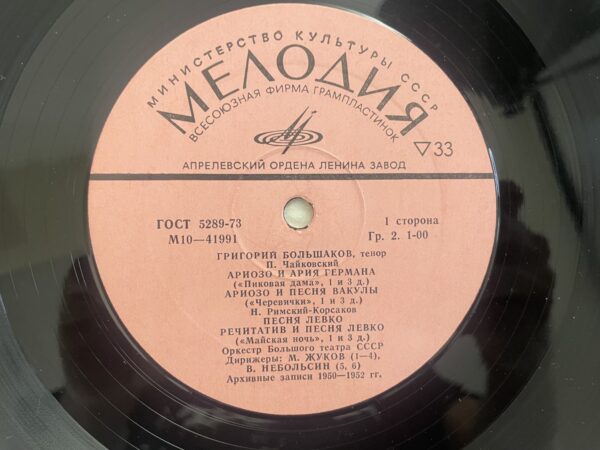 МИНИСТЕРСТВО КУЛЬТУРЫ СССР
МЕЛОДИЯ
ВСЕСОЮЗНАЯ ФИРМА ГРАМПЛАСТИНОК
▽33
АПРЕЛЕВСКИЙ ОРДЕНА ЛЕНИНА ЗАВОД
ГОСТ 5289-73
М10—41991
1 сторона
Гр. 2. 1-00
ГРИГОРИЙ БОЛЬШАКОВ, тенор
П. Чайковский
АРИОЗО И АРИЯ ГЕРМАНА
(«Пиковая дама», 1 и 3 д.)
АРИОЗО И ПЕСНЯ ВАКУЛЫ
(«Черевички», 1 и 3 д.)
Н. Римский-Корсаков
ПЕСНЯ ЛЕВКО
РЕЧИТАТИВ И ПЕСНЯ ЛЕВКО
(«Майская ночь», 1 и 3 д.)
Оркестр Большого театра СССР
Дирижеры: М. ЖУКОВ (1—4),
В. НЕБОЛЬСИН (5, 6)
Архивные записи 1950—1952 гг.